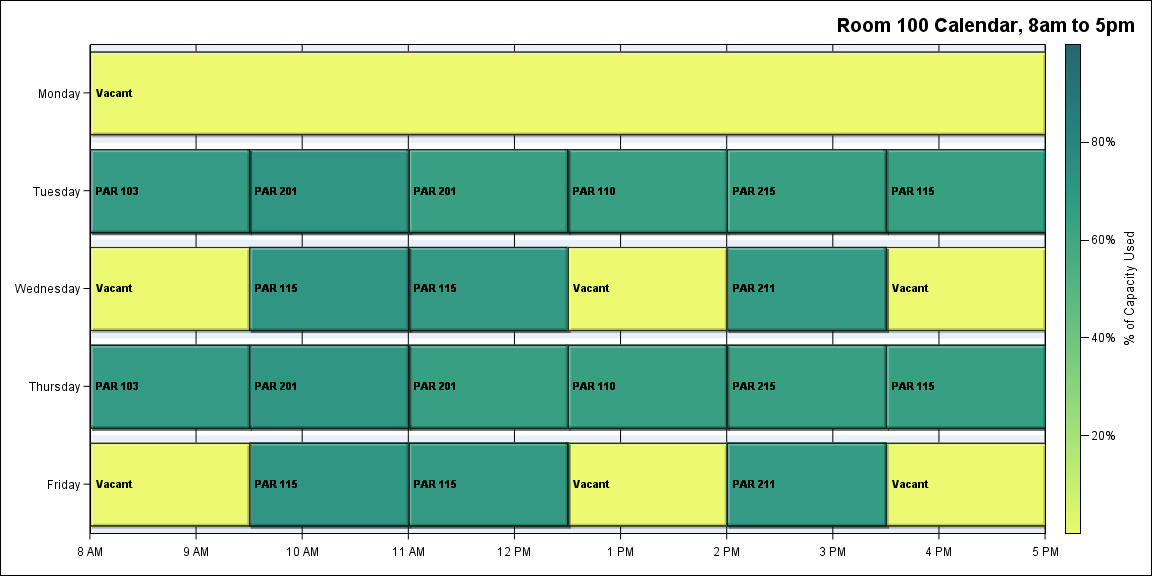 Room 100 Calendar, 8am to 5pm
Monday
Vacant
Tuesday
PAR 103
PAR 201
PAR 201
PAR 110
PAR 215
PAR 115
Wednesday
Vacant
PAR 115
PAR 115
Vacant
PAR 211
Vacant
Thursday
PAR 103
PAR 201
PAR 201
PAR 110
PAR 215
PAR 115
Friday
Vacant
PAR 115
PAR 115
Vacant
PAR 211
Vacant
8 AM
9 AM
10 AM
11 AM
12 PM
1 PM
2 PM
3 PM
4 PM
5 PM
80%
60%
40%
20%
% of Capacity Used